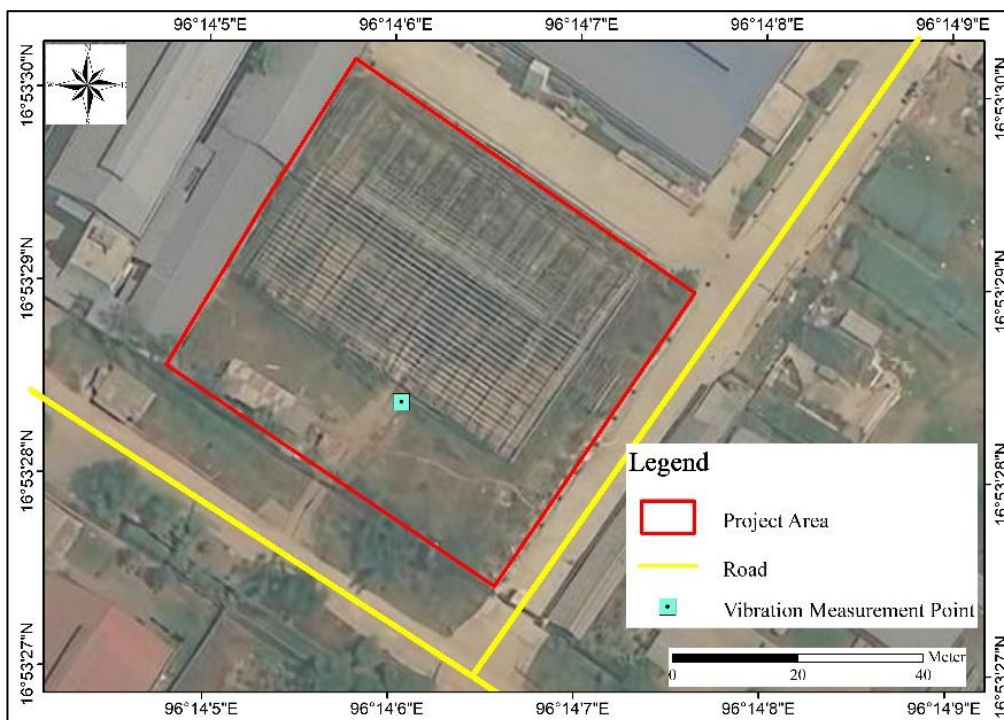 96°14'5"E 96°14'6"E 96°14'7"E 96°14'8"E 96°14'9"E
N
16°53'30"N 16°53'30"N
16°53'29"N 16°53'29"N
16°53'28"N 16°53'28"N
16°53'27"N 16°53'27"N
Legend
Project Area
Road
Vibration Measurement Point
Meter
0 20 40
96°14'5"E 96°14'6"E 96°14'7"E 96°14'8"E 96°14'9"E